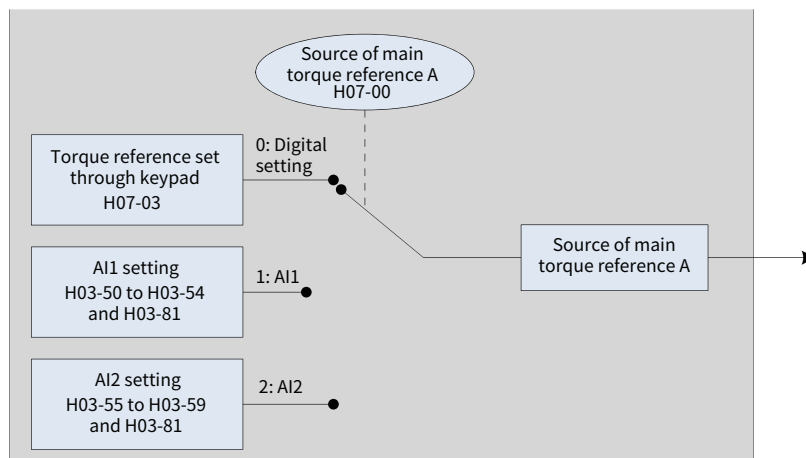 Source of main
torque reference A
H07-00
0: Digital
setting
Torque reference set
through keypad
H07-03
Source of main
torque reference A
AI1 setting
H03-50 to H03-54
and H03-81
1: AI1
AI2 setting
H03-55 to H03-59
and H03-81
2: AI2